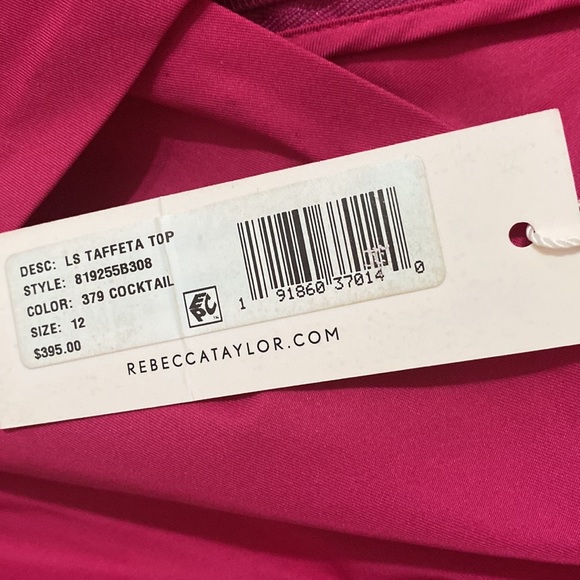 DESC: LS TAFFETA TOP
STYLE: 819255B308
COLOR: 379 COCKTAIL
SIZE: 12
$395.00
1 91860 37014 0
EPC
REBECCATAYLOR.COM